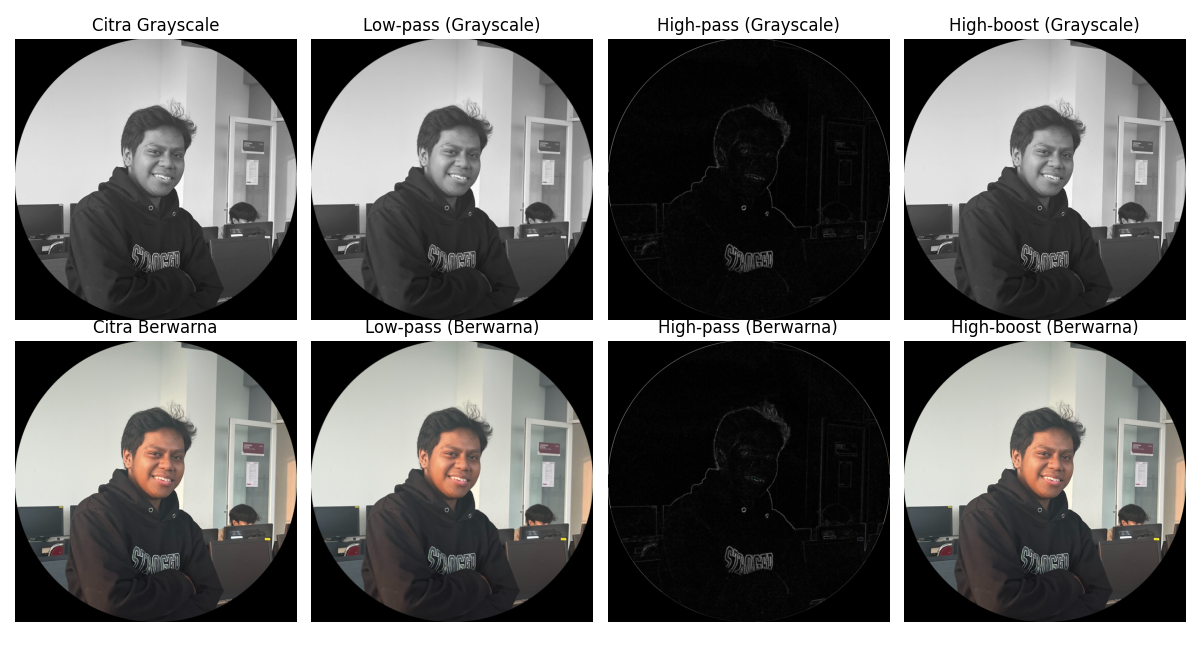 Citra Grayscale
Low-pass (Grayscale)
High-pass (Grayscale)
High-boost (Grayscale)
Citra Berwarna
Low-pass (Berwarna)
High-pass (Berwarna)
High-boost (Berwarna)